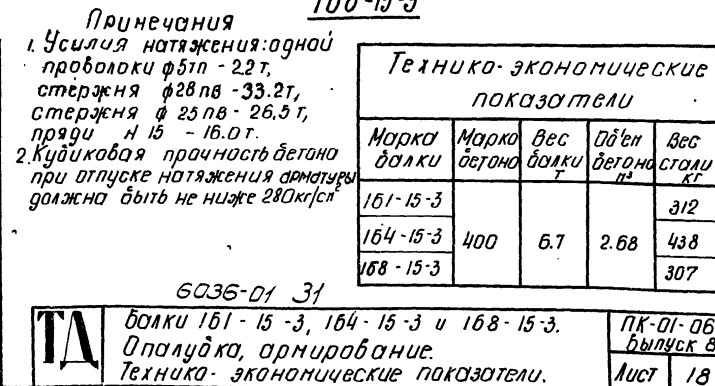 168-15-3
Примечания
1. Усилия натяжения: одной
проволоки ф5тп - 2.2т,
стержня ф28пв - 33.2т,
стержня ф 25пв - 26.5т,
пряди н 15 - 16.0т.
2. Кубиковая прочность бетона
при отпуске натяжения арматуры
должна быть не ниже 280кг/см²
Технико-экономические
показатели
Марка балки Марка бетона Вес балки т Об'ем бетона м³ Вес стали кг
161-15-3 312
164-15-3 400 6.7 2.68 438
168-15-3 307
6036-01 31
ТД
Балки 161-15-3, 164-15-3 и 168-15-3.
Опалубка, армирование.
Технико-экономические показатели.
ПК-01-06
Выпуск 8
Лист 18